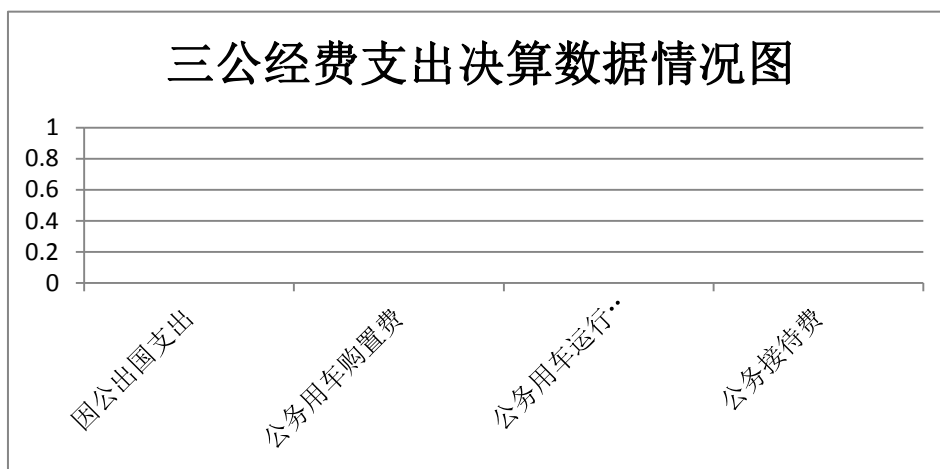 三公经费支出决算数据情况图
1
0.8
0.6
0.4
0.2
0
因公出国支出
公务用车购置费
公务用车运行…
公务接待费